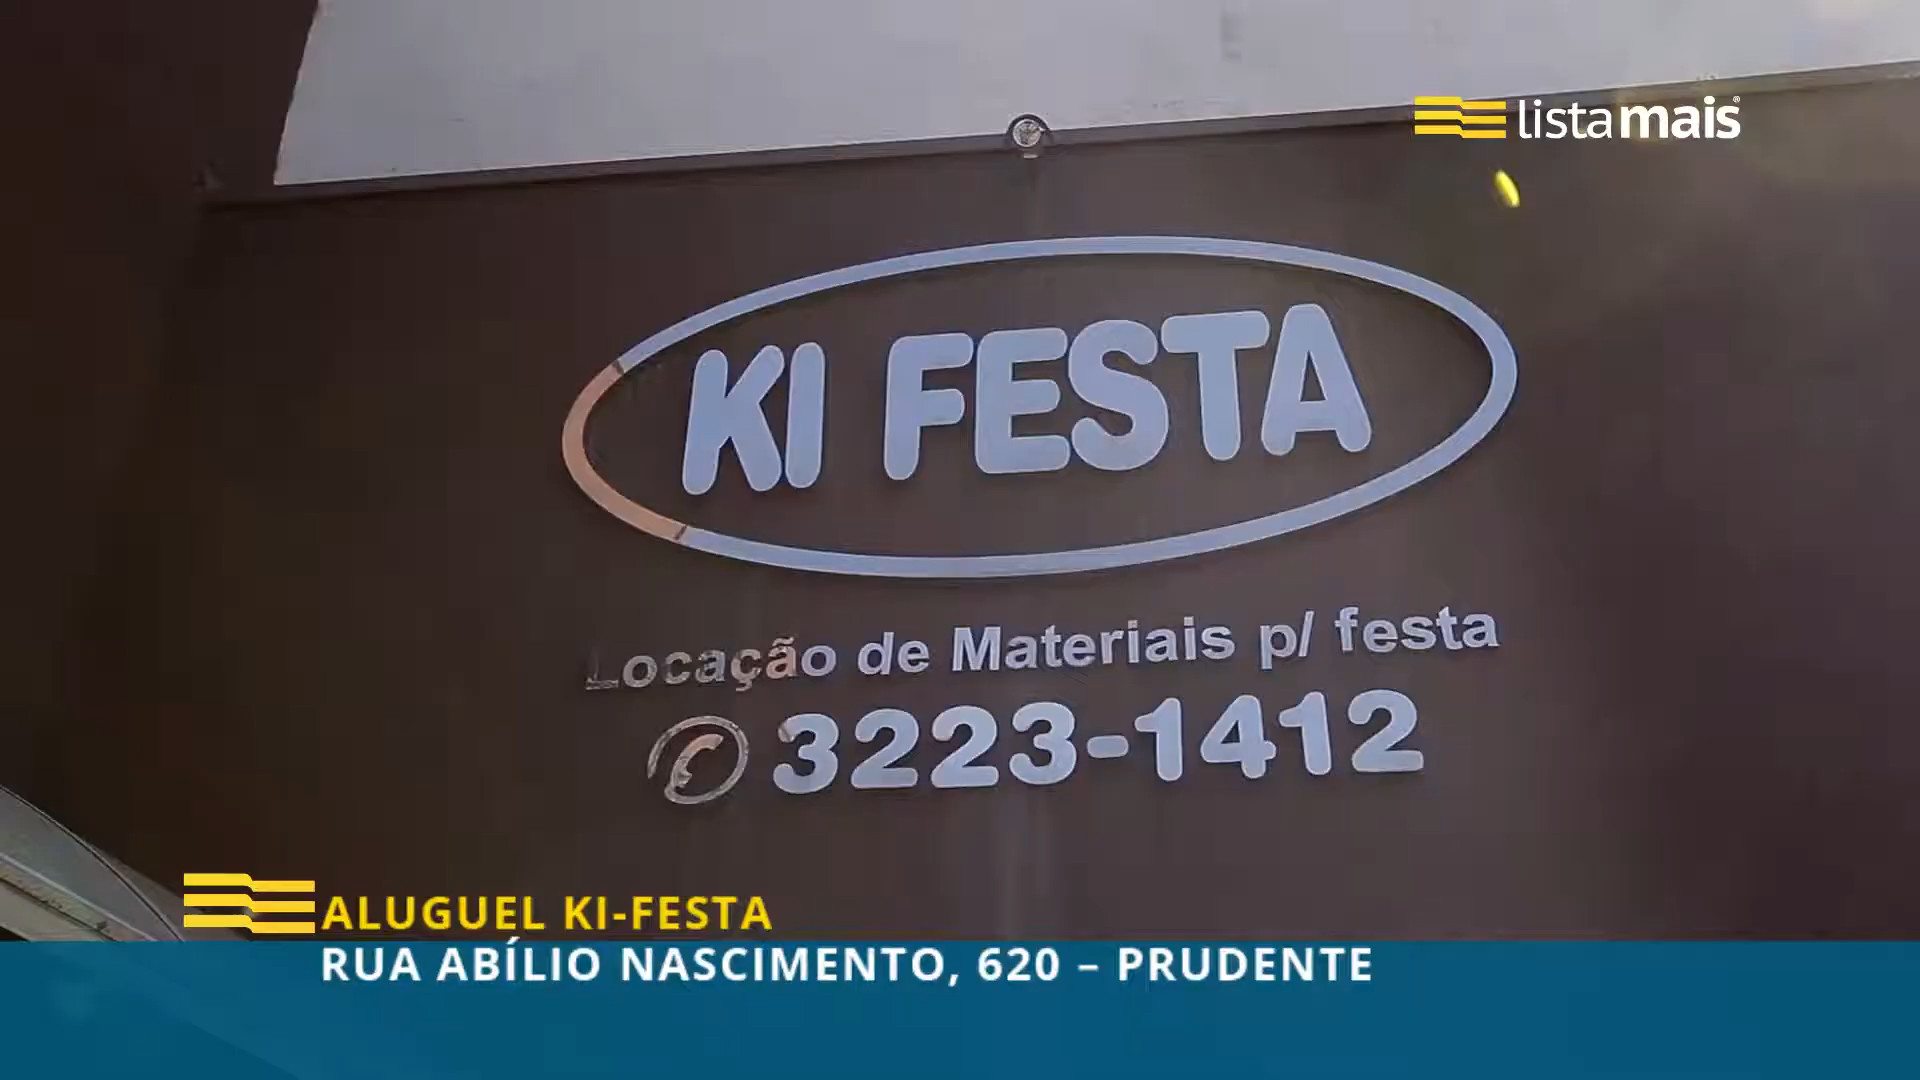 listamais
KI FESTA
Locação de Materiais p/ festa
3223-1412
ALUGUEL KI-FESTA
RUA ABÍLIO NASCIMENTO, 620 – PRUDENTE